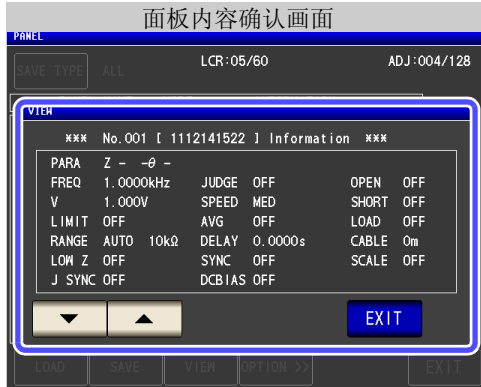 面板内容确认画面
PANEL
SAVE TYPE ALL LCR:05/60 ADJ:004/128
VIEW
*** No.001 [ 1112141522 ] Information ***
PARA Z - -θ -
FREQ 1.0000kHz JUDGE OFF OPEN OFF
V 1.000V SPEED MED SHORT OFF
LIMIT OFF AVG OFF LOAD OFF
RANGE AUTO 10kΩ DELAY 0.0000s CABLE 0m
LOW Z OFF SYNC OFF SCALE OFF
J SYNC OFF DCBIAS OFF
EXIT
LOAD SAVE VIEW OPTION >> EXIT